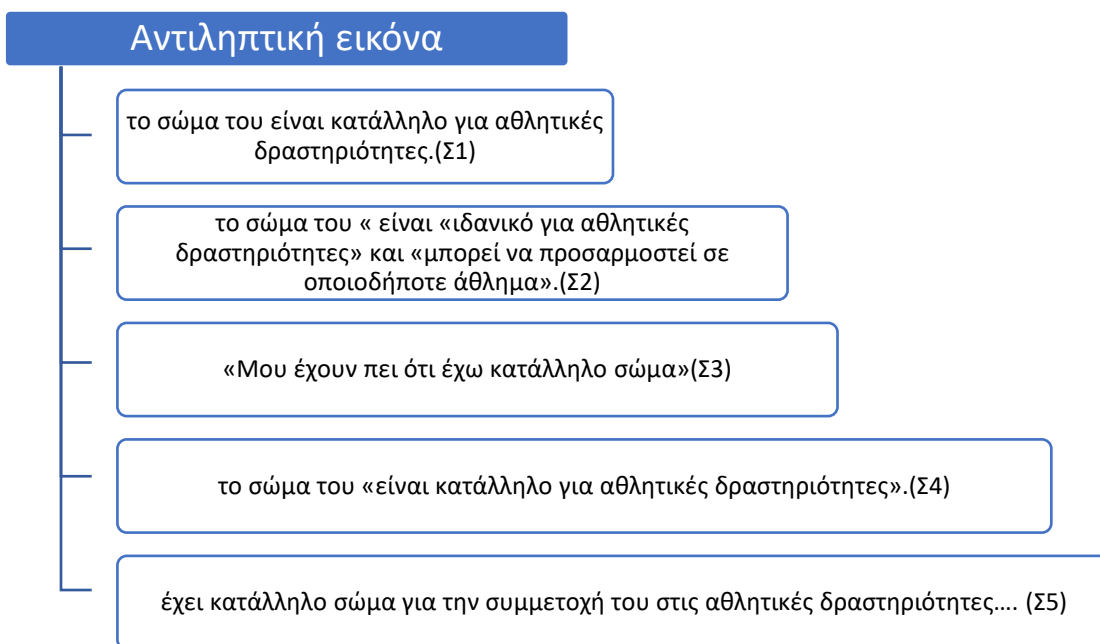 Αντιληπτική εικόνα
το σώμα του είναι κατάλληλο για αθλητικές
δραστηριότητες.(Σ1)
το σώμα του « είναι «ιδανικό για αθλητικές
δραστηριότητες» και «μπορεί να προσαρμοστεί σε
οποιοδήποτε άθλημα».(Σ2)
«Μου έχουν πει ότι έχω κατάλληλο σώμα»(Σ3)
το σώμα του «είναι κατάλληλο για αθλητικές δραστηριότητες».(Σ4)
έχει κατάλληλο σώμα για την συμμετοχή του στις αθλητικές δραστηριότητες.... (Σ5)